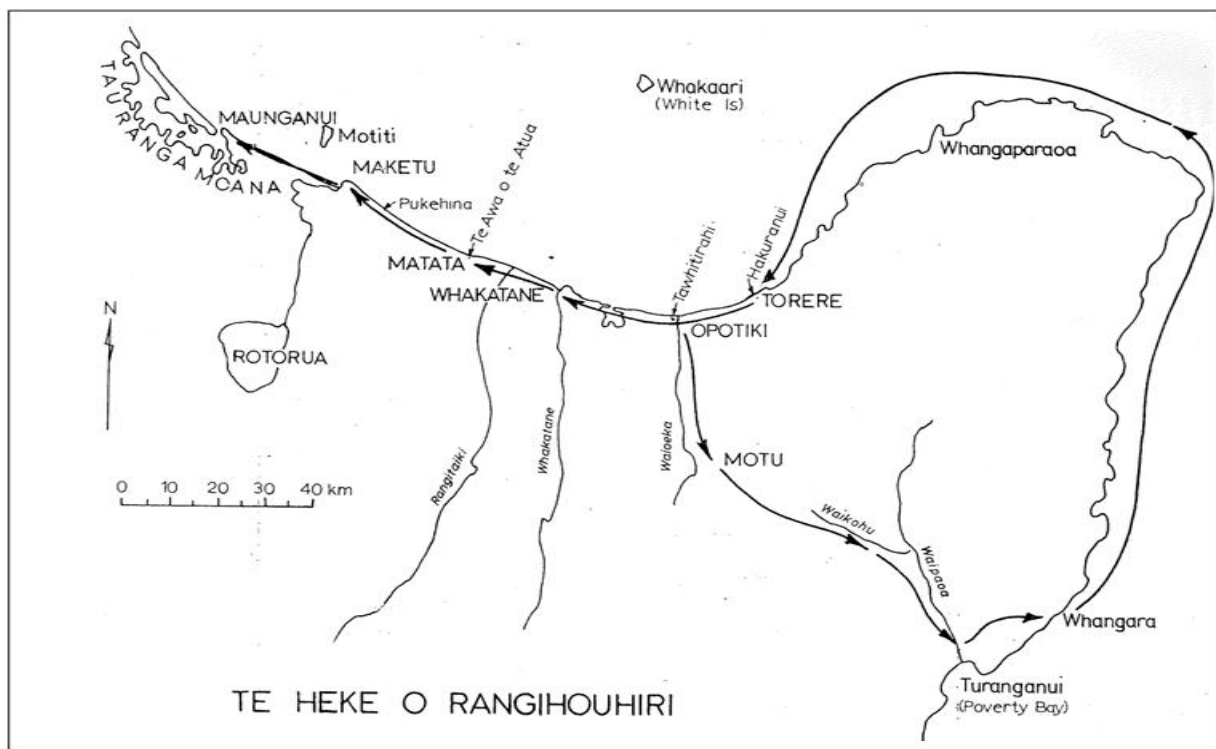 TAURANGA MOANA
MAUNGANUI
Motiti
Whakaari
(White Is)
MAKETU
Pukehina
Te Awa o te Atua
Whangaparaoa
Tawhitirahi
Hakuranui
MATATA
WHAKATANE
TORERE
OPOTIKI
N
ROTORUA
Rangitaiki
Whakatane
Waioeka
MOTU
0 10 20 30 40 km
Waikohu
Waipaoa
Whangara
TE HEKE O RANGIHOUHIRI
Turanganui
(Poverty Bay)